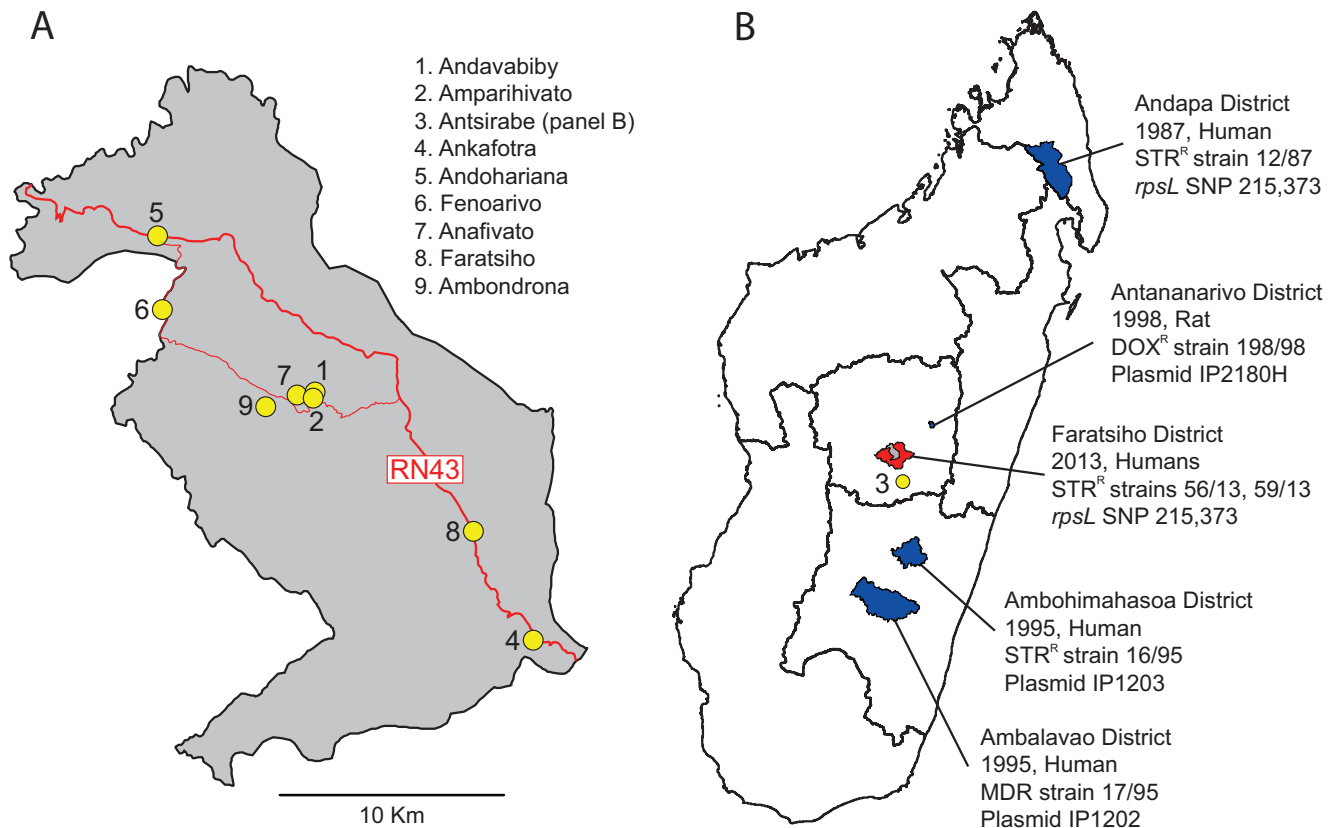 A
1. Andavabiby
2. Amparihivato
3. Antsirabe (panel B)
4. Ankafotra
5. Andohariana
6. Fenoarivo
7. Anafivato
8. Faratsiho
9. Ambondrona
5
6
7
1
9
2
RN43
8
4
10 Km
B
Andapa District
1987, Human
STRᴿ strain 12/87
rpsL SNP 215,373
Antananarivo District
1998, Rat
DOXᴿ strain 198/98
Plasmid IP2180H
Faratsiho District
2013, Humans
STRᴿ strains 56/13, 59/13
rpsL SNP 215,373
3
Ambohimahasoa District
1995, Human
STRᴿ strain 16/95
Plasmid IP1203
Ambalavao District
1995, Human
MDR strain 17/95
Plasmid IP1202